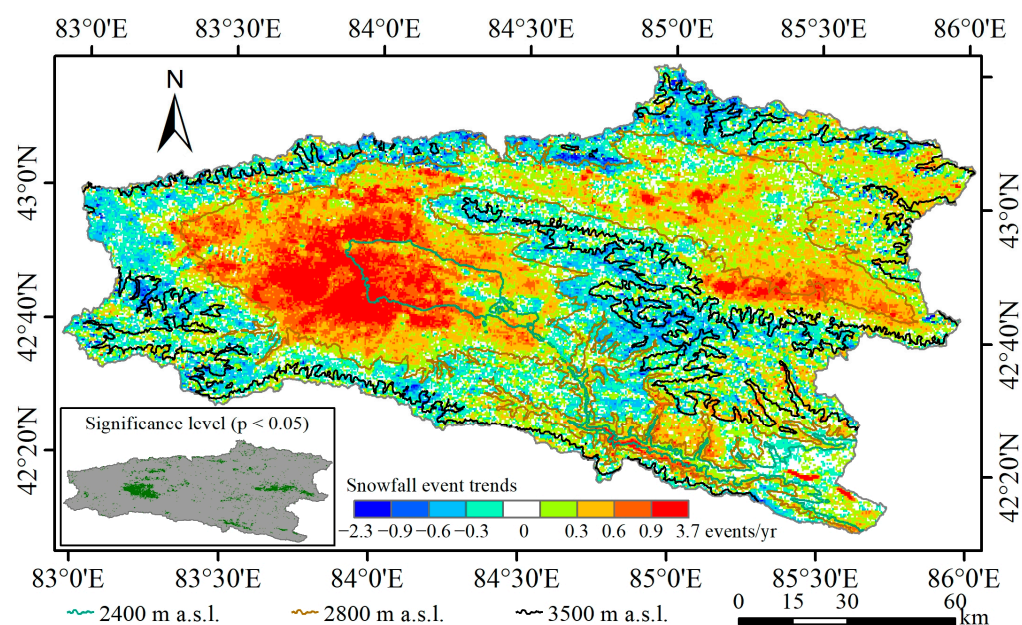 83°0'E 83°30'E 84°0'E 84°30'E 85°0'E 85°30'E 86°0'E
N
43°0'N 43°0'N
42°40'N 42°40'N
42°20'N 42°20'N
Significance level (p < 0.05)
Snowfall event trends
−2.3 −0.9 −0.6 −0.3 0 0.3 0.6 0.9 3.7 events/yr
83°0'E 83°30'E 84°0'E 84°30'E 85°0'E 85°30'E 86°0'E
2400 m a.s.l. 2800 m a.s.l. 3500 m a.s.l.
0 15 30 60
km